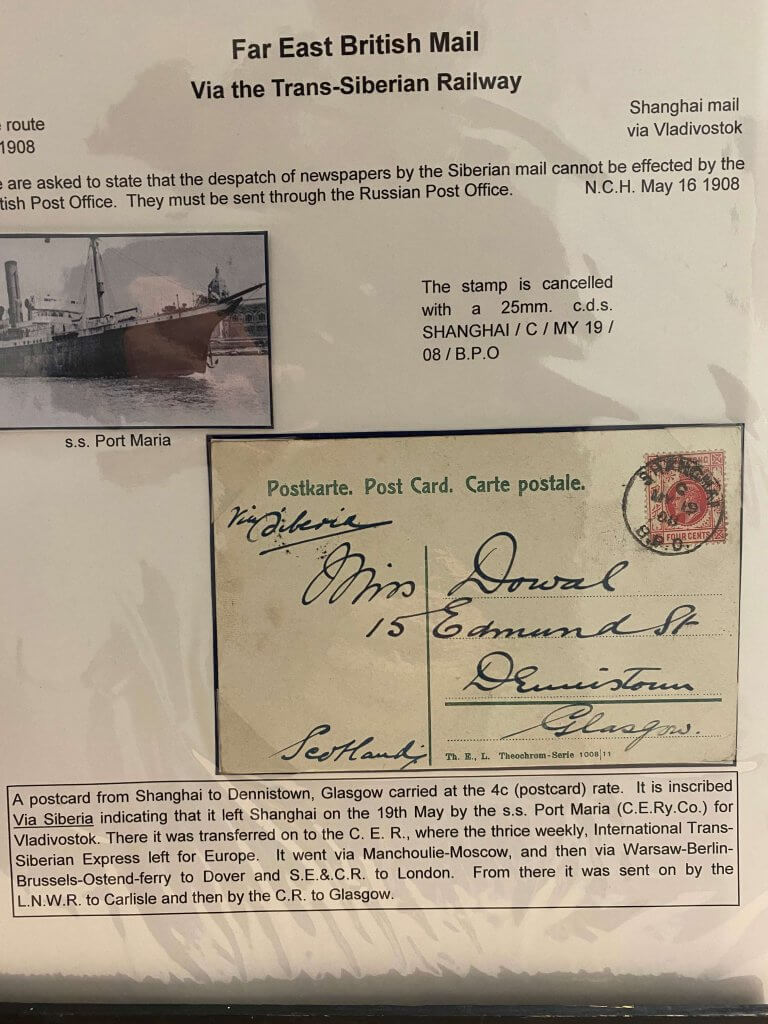 Far East British Mail
Via the Trans-Siberian Railway
route
1908
Shanghai mail
via Vladivostok
are asked to state that the despatch of newspapers by the Siberian mail cannot be effected by the
tish Post Office. They must be sent through the Russian Post Office. N.C.H. May 16 1908
The stamp is cancelled
with a 25mm. c.d.s.
SHANGHAI / C / MY 19 /
08 / B.P.O
s.s. Port Maria
Postkarte. Post Card. Carte postale.
SHANGHAI
C
MY 19
08
B.P.O.
FOUR CENTS
Via Siberia
Miss Dowal
15 Edmund St
Dennistown
Glasgow.
Scotland
Th. E., L. Theochrom-Serie 1008|11
A postcard from Shanghai to Dennistown, Glasgow carried at the 4c (postcard) rate. It is inscribed
Via Siberia indicating that it left Shanghai on the 19th May by the s.s. Port Maria (C.E.Ry.Co.) for
Vladivostok. There it was transferred on to the C. E. R., where the thrice weekly, International Trans-
Siberian Express left for Europe. It went via Manchoulie-Moscow, and then via Warsaw-Berlin-
Brussels-Ostend-ferry to Dover and S.E.&.C.R. to London. From there it was sent on by the
L.N.W.R. to Carlisle and then by the C.R. to Glasgow.